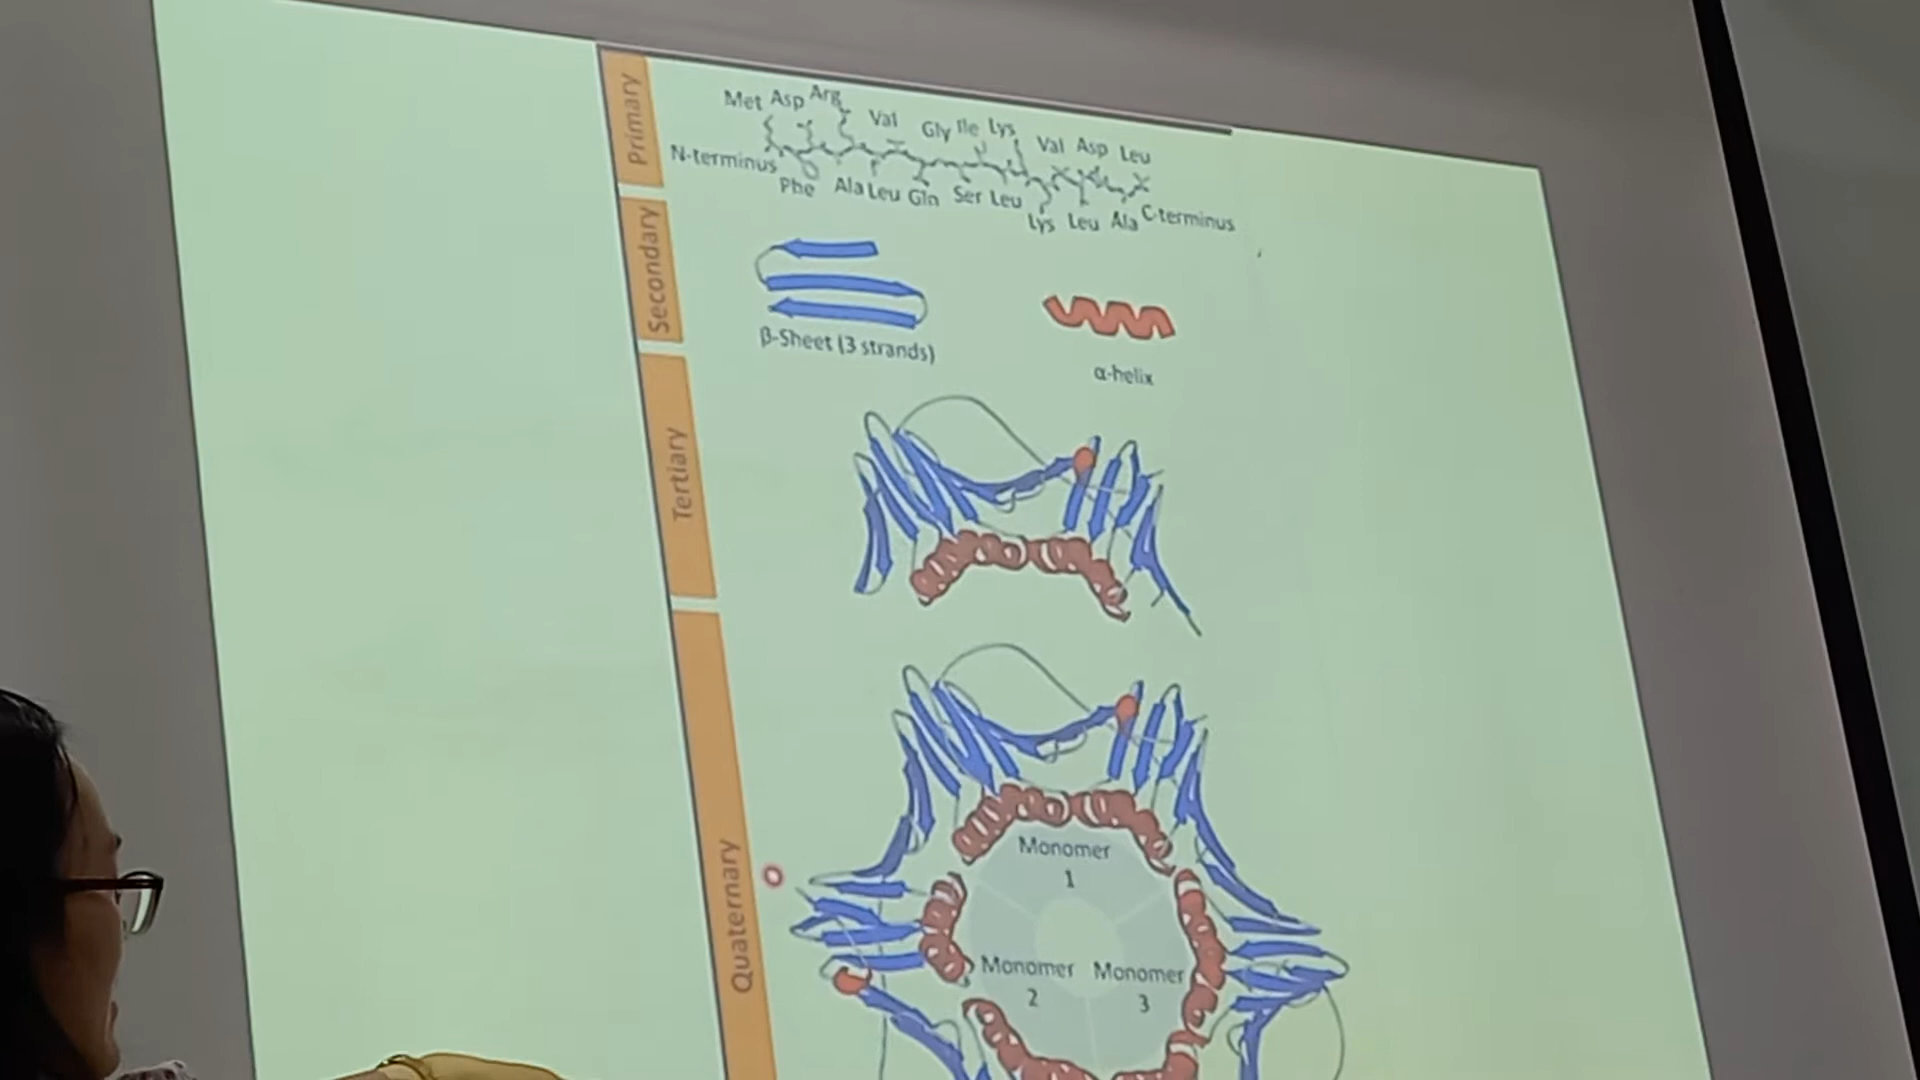 Primary
Met Asp Arg Val Gly Ile Lys Val Asp Leu
N-terminus
Phe Ala Leu Gln Ser Leu Lys Leu Ala C-terminus
Secondary
β-Sheet (3 strands)
α-helix
Tertiary
Quaternary
Monomer
1
Monomer
2
Monomer
3